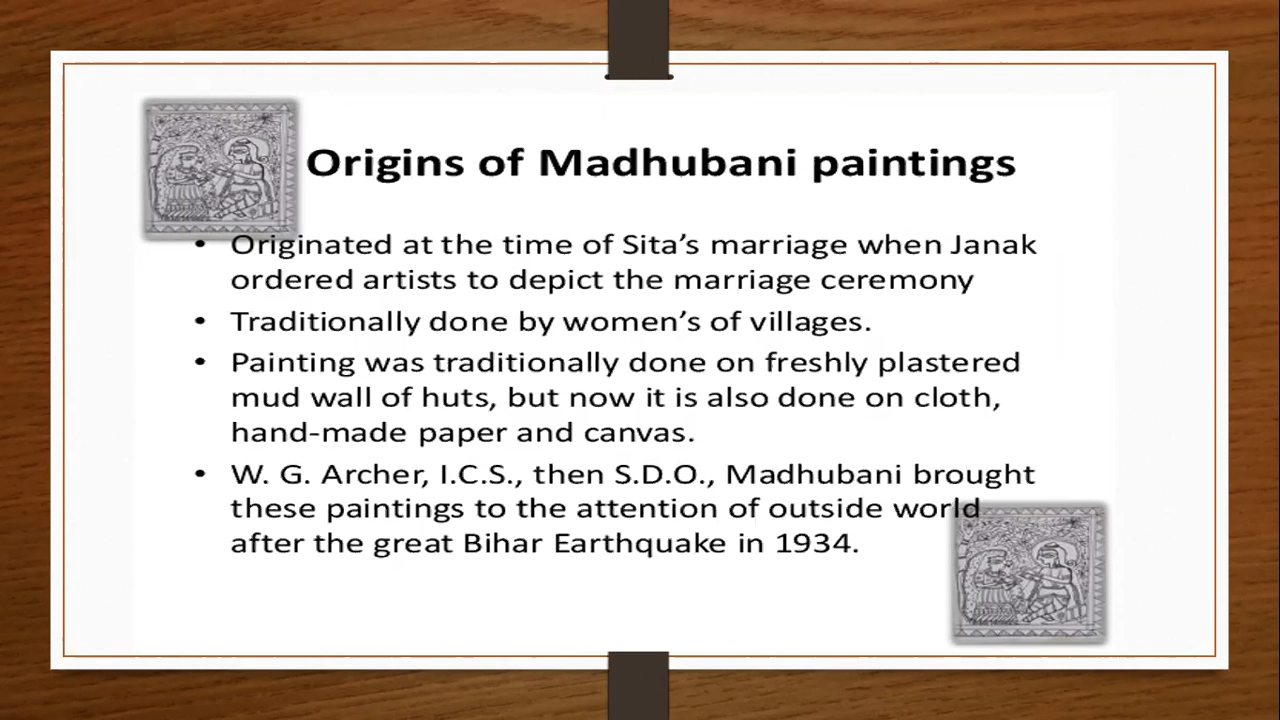 Origins of Madhubani paintings
• Originated at the time of Sita’s marriage when Janak
ordered artists to depict the marriage ceremony
• Traditionally done by women’s of villages.
• Painting was traditionally done on freshly plastered
mud wall of huts, but now it is also done on cloth,
hand-made paper and canvas.
• W. G. Archer, I.C.S., then S.D.O., Madhubani brought
these paintings to the attention of outside world
after the great Bihar Earthquake in 1934.